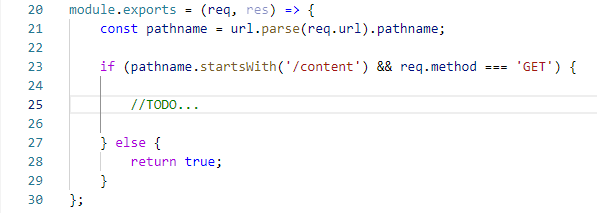 20 module.exports = (req, res) => {
21     const pathname = url.parse(req.url).pathname;
22
23     if (pathname.startsWith('/content') && req.method === 'GET') {
24
25         //TODO...
26
27     } else {
28         return true;
29     }
30 };